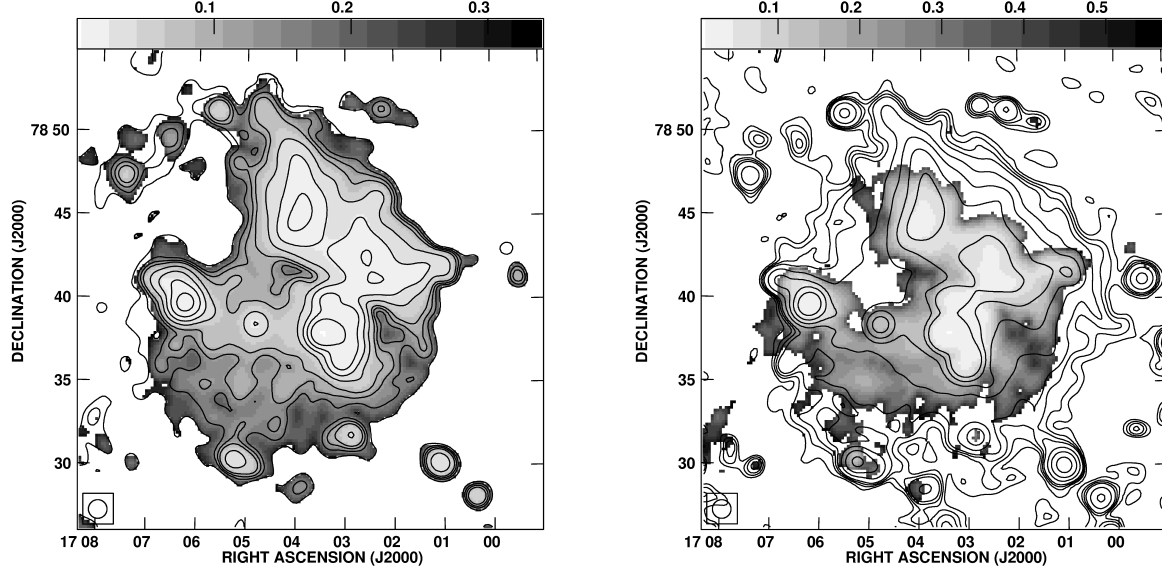 0.1 0.2 0.3
78 50
45
40
35
30
DECLINATION (J2000)
17 08 07 06 05 04 03 02 01 00
RIGHT ASCENSION (J2000)
0.1 0.2 0.3 0.4 0.5
78 50
45
40
35
30
DECLINATION (J2000)
17 08 07 06 05 04 03 02 01 00
RIGHT ASCENSION (J2000)